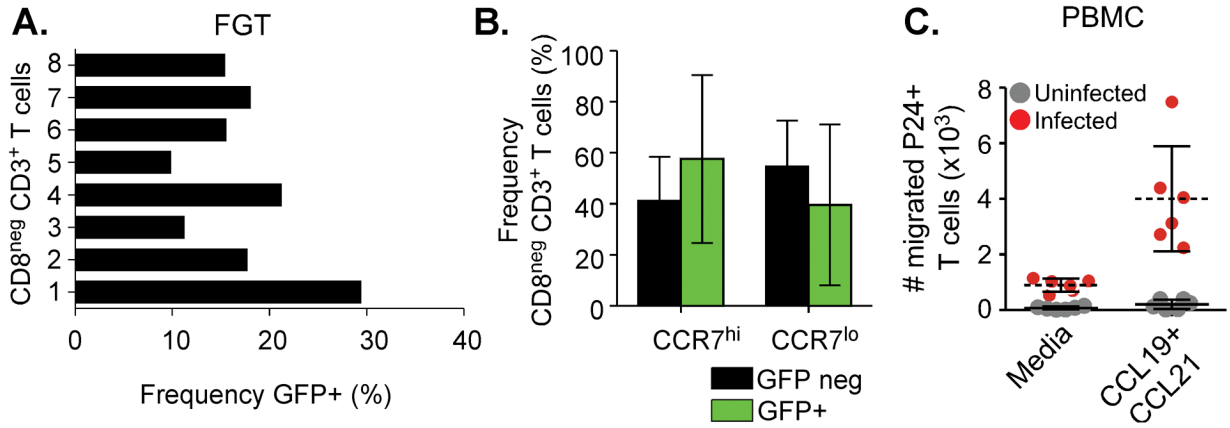 A.
FGT
CD8neg CD3+ T cells
8
7
6
5
4
3
2
1
0
10
20
30
40
Frequency GFP+ (%)
B.
Frequency
CD8neg CD3+ T cells (%)
100
80
60
40
20
0
CCR7hi
CCR7lo
GFP neg
GFP+
C.
PBMC
# migrated P24+
T cells (x10³)
8
6
4
2
0
Uninfected
Infected
Media
CCL19+
CCL21